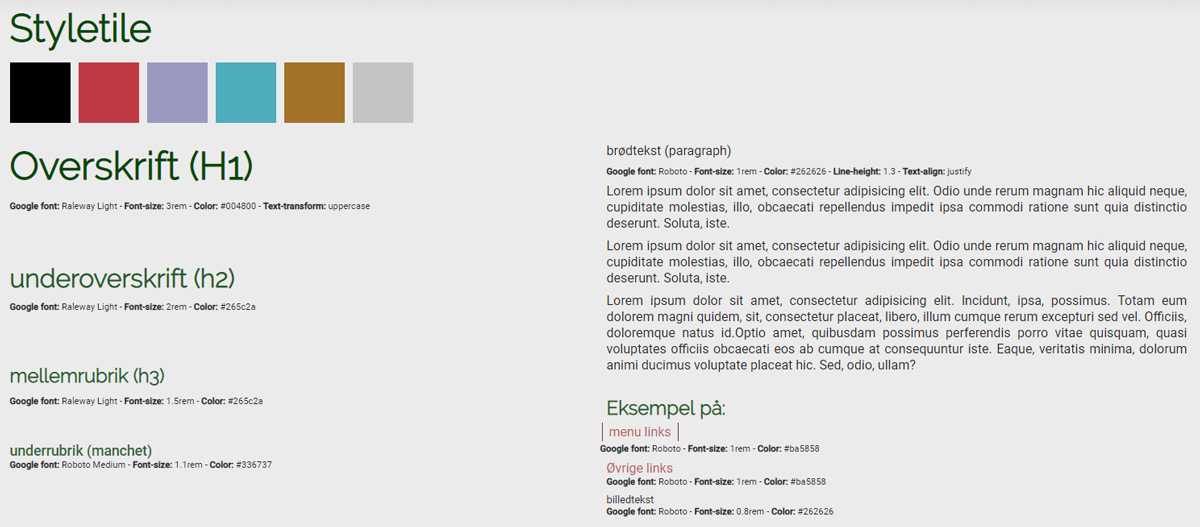 Styletile
Overskrift (H1)
Google font: Raleway Light - Font-size: 3rem - Color: #004800 - Text-transform: uppercase
underoverskrift (h2)
Google font: Raleway Light - Font-size: 2rem - Color: #265c2a
mellemrubrik (h3)
Google font: Raleway Light - Font-size: 1.5rem - Color: #265c2a
underrubrik (manchet)
Google font: Roboto Medium - Font-size: 1.1rem - Color: #336737
brødtekst (paragraph)
Google font: Roboto - Font-size: 1rem - Color: #262626 - Line-height: 1.3 - Text-align: justify
Lorem ipsum dolor sit amet, consectetur adipisicing elit. Odio unde rerum magnam hic aliquid neque,
cupiditate molestias, illo, obcaecati repellendus impedit ipsa commodi ratione sunt quia distinctio
deserunt. Soluta, iste.
Lorem ipsum dolor sit amet, consectetur adipisicing elit. Odio unde rerum magnam hic aliquid neque,
cupiditate molestias, illo, obcaecati repellendus impedit ipsa commodi ratione sunt quia distinctio
deserunt. Soluta, iste.
Lorem ipsum dolor sit amet, consectetur adipisicing elit. Incidunt, ipsa, possimus. Totam eum
dolorem magni quidem, sit, consectetur placeat, libero, illum cumque rerum excepturi sed vel. Officiis,
doloremque natus id.Optio amet, quibusdam possimus perferendis porro vitae quisquam, quasi
voluptates officiis obcaecati eos ab cumque at consequuntur iste. Eaque, veritatis minima, dolorum
animi ducimus voluptate placeat hic. Sed, odio, ullam?
Eksempel på:
menu links
Google font: Roboto - Font-size: 1rem - Color: #ba5858
Øvrige links
Google font: Roboto - Font-size: 1rem - Color: #ba5858
billedtekst
Google font: Roboto - Font-size: 0.8rem - Color: #262626